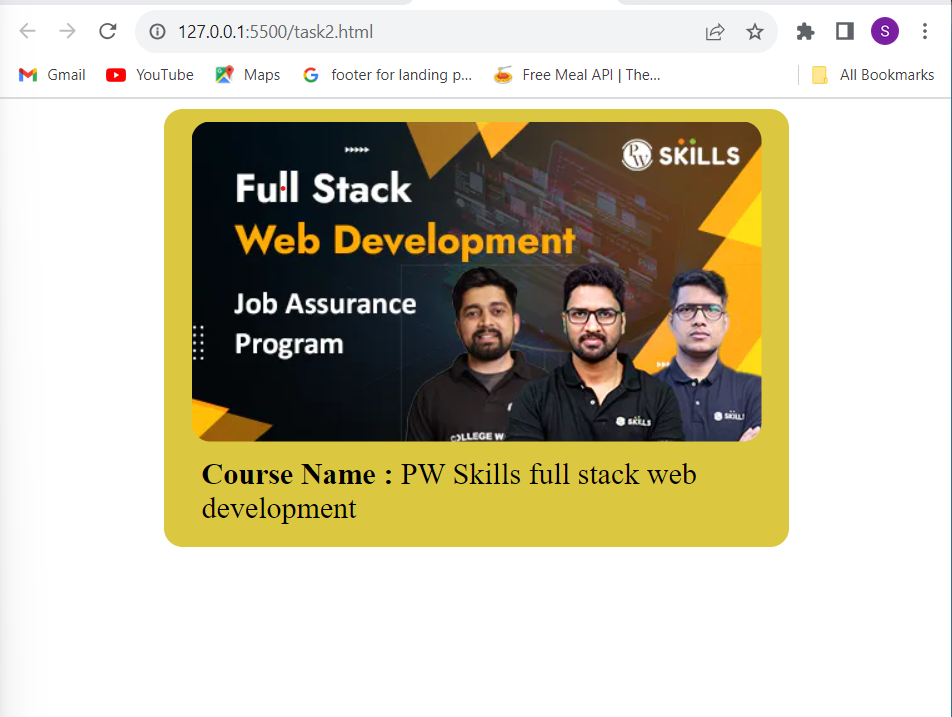 127.0.0.1:5500/task2.html
S
Gmail
YouTube
Maps
footer for landing p...
Free Meal API | The...
All Bookmarks
PW SKILLS
Full Stack
Web Development
Job Assurance
Program
SKILLS
SKILLS
COLLEGE W
Course Name : PW Skills full stack web
development